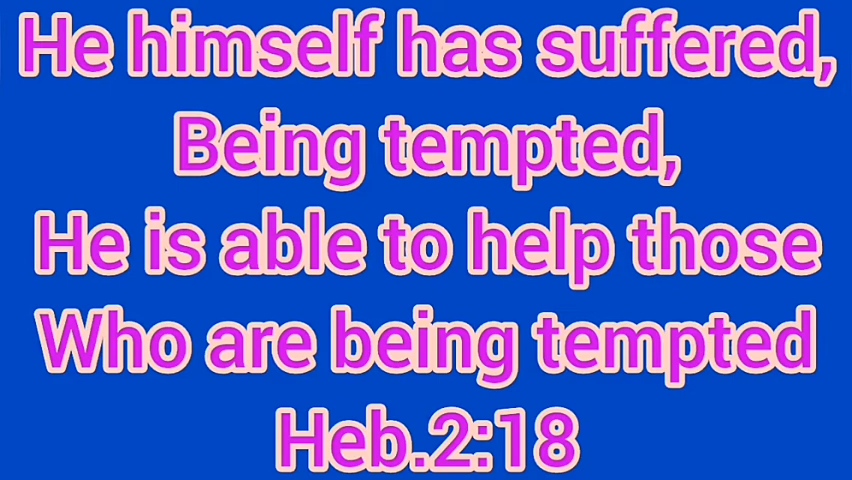 He himself has suffered,
Being tempted,
He is able to help those
Who are being tempted
Heb.2:18